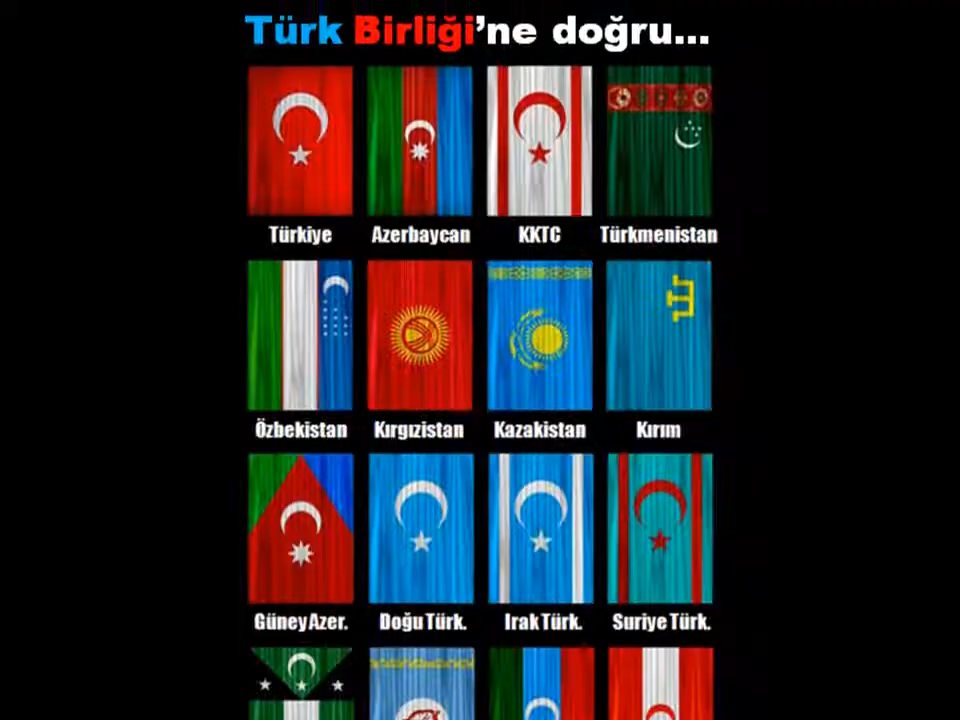 Türk Birliği’ne doğru...
Türkiye Azerbaycan KKTC Türkmenistan
Özbekistan Kırgızistan Kazakistan Kırım
Güney Azer. Doğu Türk. Irak Türk. Suriye Türk.